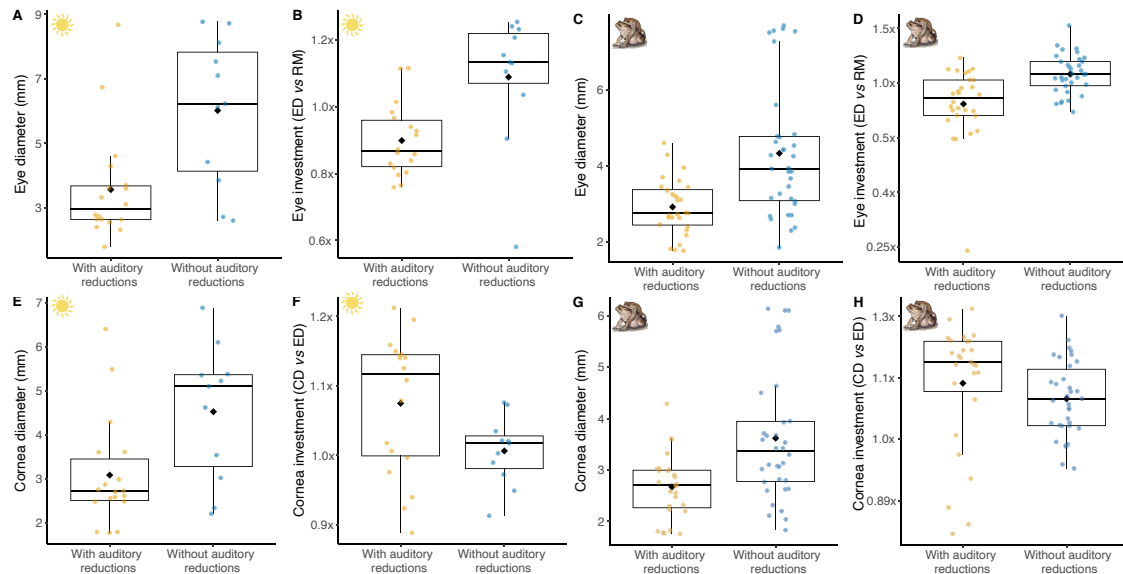 A
Eye diameter (mm)
9
7
5
3
With auditory
reductions
Without auditory
reductions
B
Eye investment (ED vs RM)
1.2x
1.0x
0.8x
0.6x
With auditory
reductions
Without auditory
reductions
C
Eye diameter (mm)
6
4
2
With auditory
reductions
Without auditory
reductions
D
Eye investment (ED vs RM)
1.5x
1.0x
0.5x
0.4x
0.25x
With auditory
reductions
Without auditory
reductions
E
Cornea diameter (mm)
7
6
5
4
3
2
With auditory
reductions
Without auditory
reductions
F
Cornea investment (CD vs ED)
1.2x
1.1x
1.0x
0.9x
With auditory
reductions
Without auditory
reductions
G
Cornea diameter (mm)
6
5
4
3
2
With auditory
reductions
Without auditory
reductions
H
Cornea investment (CD vs ED)
1.3x
1.1x
1.0x
0.89x
With auditory
reductions
Without auditory
reductions